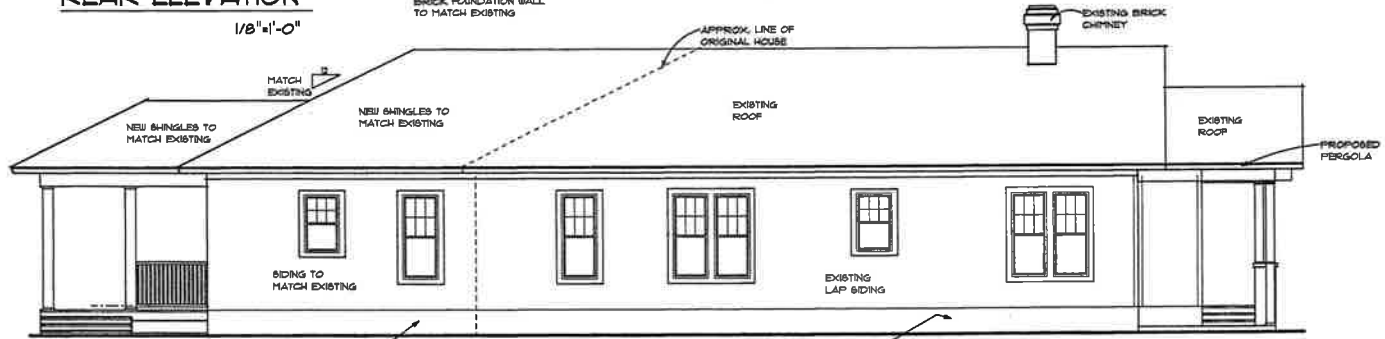 REAR ELEVATION
1/8"=1'-0"
BRICK FOUNDATION WALL
TO MATCH EXISTING
APPROX. LINE OF
ORIGINAL HOUSE
EXISTING BRICK
CHIMNEY
12
MATCH
EXISTING
NEW SHINGLES TO
MATCH EXISTING
NEW SHINGLES TO
MATCH EXISTING
EXISTING
ROOF
EXISTING
ROOF
PROPOSED
PERGOLA
SIDING TO
MATCH EXISTING
EXISTING
LAP SIDING